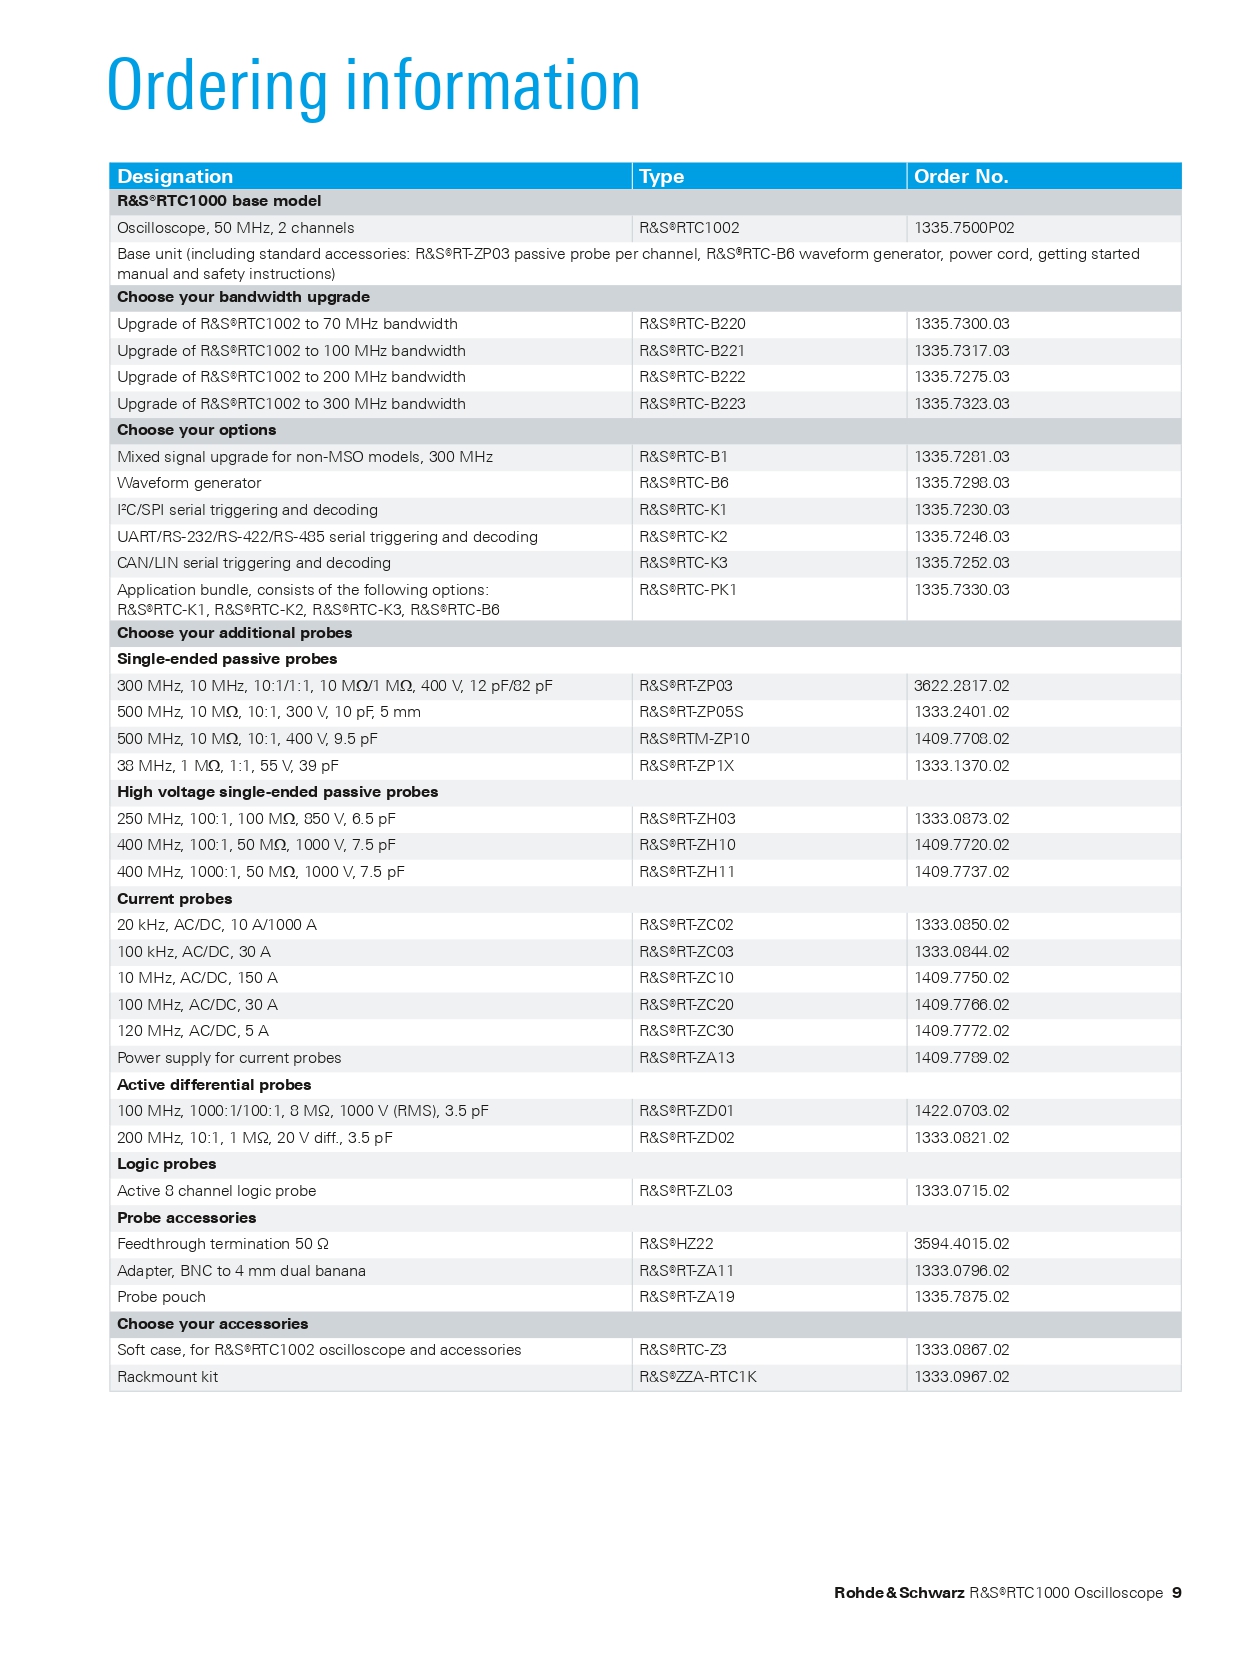 Ordering information
Designation Type Order No.
R&S®RTC1000 base model
Oscilloscope, 50 MHz, 2 channels R&S®RTC1002 1335.7500P02
Base unit (including standard accessories: R&S®RT-ZP03 passive probe per channel, R&S®RTC-B6 waveform generator, power cord, getting started
manual and safety instructions)
Choose your bandwidth upgrade
Upgrade of R&S®RTC1002 to 70 MHz bandwidth R&S®RTC-B220 1335.7300.03
Upgrade of R&S®RTC1002 to 100 MHz bandwidth R&S®RTC-B221 1335.7317.03
Upgrade of R&S®RTC1002 to 200 MHz bandwidth R&S®RTC-B222 1335.7275.03
Upgrade of R&S®RTC1002 to 300 MHz bandwidth R&S®RTC-B223 1335.7323.03
Choose your options
Mixed signal upgrade for non-MSO models, 300 MHz R&S®RTC-B1 1335.7281.03
Waveform generator R&S®RTC-B6 1335.7298.03
I²C/SPI serial triggering and decoding R&S®RTC-K1 1335.7230.03
UART/RS-232/RS-422/RS-485 serial triggering and decoding R&S®RTC-K2 1335.7246.03
CAN/LIN serial triggering and decoding R&S®RTC-K3 1335.7252.03
Application bundle, consists of the following options: R&S®RTC-PK1 1335.7330.03
R&S®RTC-K1, R&S®RTC-K2, R&S®RTC-K3, R&S®RTC-B6
Choose your additional probes
Single-ended passive probes
300 MHz, 10 MHz, 10:1/1:1, 10 MΩ/1 MΩ, 400 V, 12 pF/82 pF R&S®RT-ZP03 3622.2817.02
500 MHz, 10 MΩ, 10:1, 300 V, 10 pF, 5 mm R&S®RT-ZP05S 1333.2401.02
500 MHz, 10 MΩ, 10:1, 400 V, 9.5 pF R&S®RTM-ZP10 1409.7708.02
38 MHz, 1 MΩ, 1:1, 55 V, 39 pF R&S®RT-ZP1X 1333.1370.02
High voltage single-ended passive probes
250 MHz, 100:1, 100 MΩ, 850 V, 6.5 pF R&S®RT-ZH03 1333.0873.02
400 MHz, 100:1, 50 MΩ, 1000 V, 7.5 pF R&S®RT-ZH10 1409.7720.02
400 MHz, 1000:1, 50 MΩ, 1000 V, 7.5 pF R&S®RT-ZH11 1409.7737.02
Current probes
20 kHz, AC/DC, 10 A/1000 A R&S®RT-ZC02 1333.0850.02
100 kHz, AC/DC, 30 A R&S®RT-ZC03 1333.0844.02
10 MHz, AC/DC, 150 A R&S®RT-ZC10 1409.7750.02
100 MHz, AC/DC, 30 A R&S®RT-ZC20 1409.7766.02
120 MHz, AC/DC, 5 A R&S®RT-ZC30 1409.7772.02
Power supply for current probes R&S®RT-ZA13 1409.7789.02
Active differential probes
100 MHz, 1000:1/100:1, 8 MΩ, 1000 V (RMS), 3.5 pF R&S®RT-ZD01 1422.0703.02
200 MHz, 10:1, 1 MΩ, 20 V diff., 3.5 pF R&S®RT-ZD02 1333.0821.02
Logic probes
Active 8 channel logic probe R&S®RT-ZL03 1333.0715.02
Probe accessories
Feedthrough termination 50 Ω R&S®HZ22 3594.4015.02
Adapter, BNC to 4 mm dual banana R&S®RT-ZA11 1333.0796.02
Probe pouch R&S®RT-ZA19 1335.7875.02
Choose your accessories
Soft case, for R&S®RTC1002 oscilloscope and accessories R&S®RTC-Z3 1333.0867.02
Rackmount kit R&S®ZZA-RTC1K 1333.0967.02
Rohde & Schwarz R&S®RTC1000 Oscilloscope 9